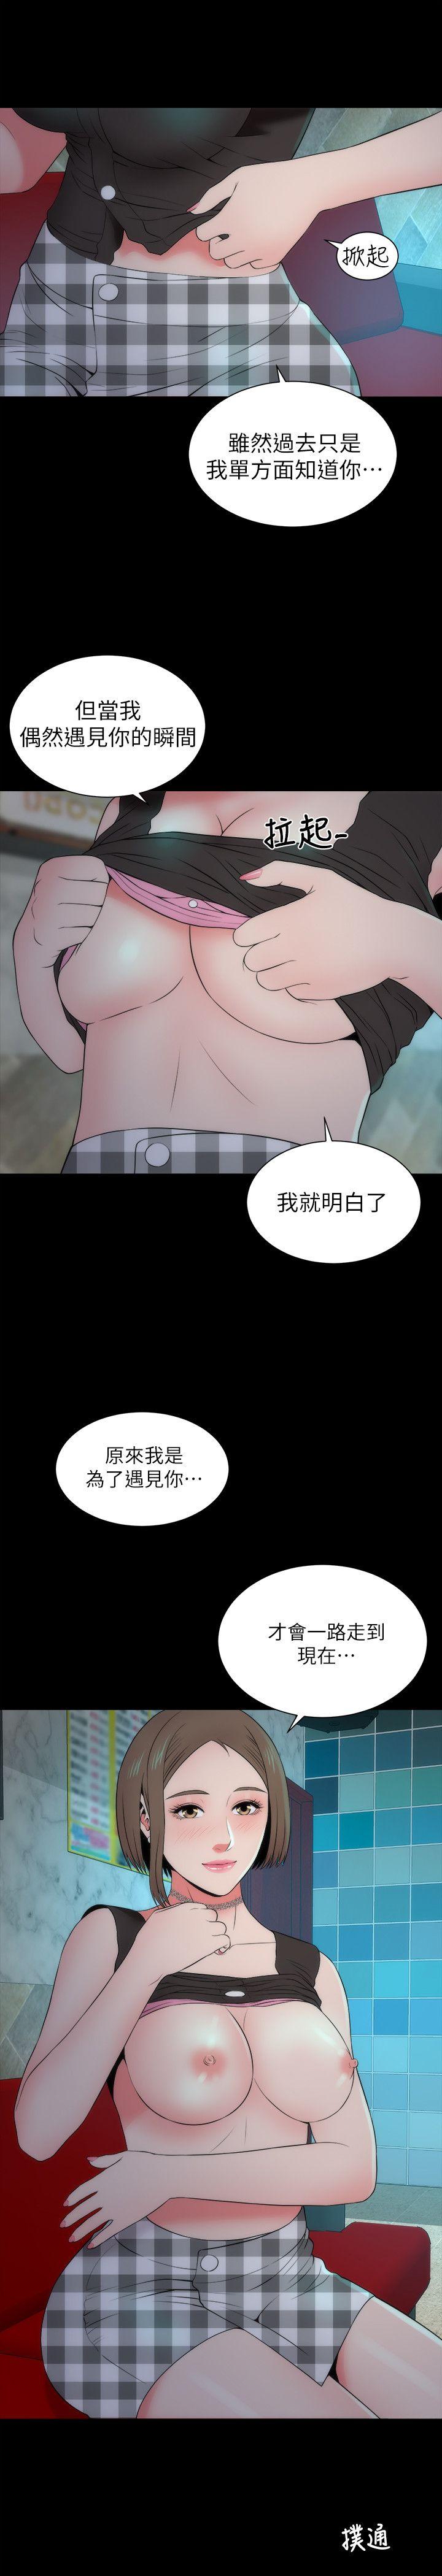 掀起
雖然過去只是
我單方面知道你…
但當我
偶然遇見你的瞬間
拉起-
我就明白了
原來我是
為了遇見你…
才會一路走到
現在…
撲通